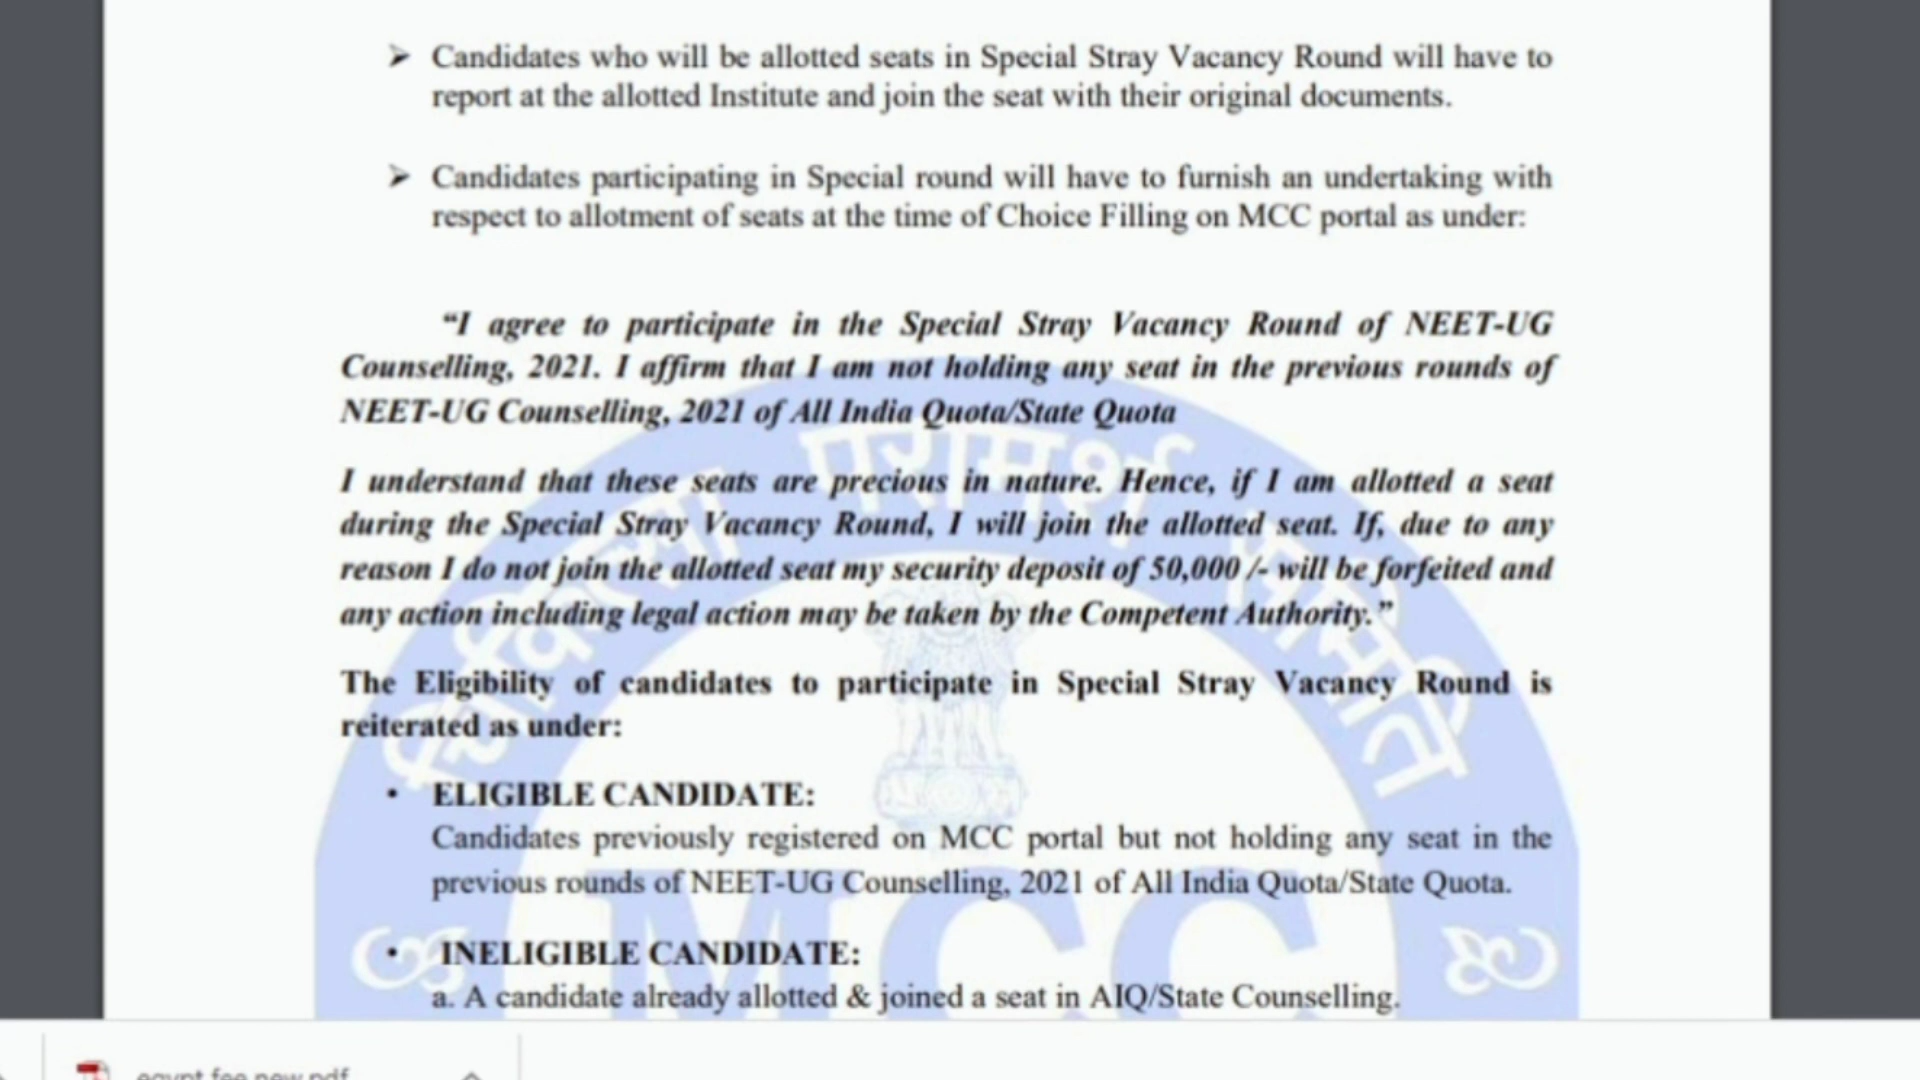 ➢ Candidates who will be allotted seats in Special Stray Vacancy Round will have to
report at the allotted Institute and join the seat with their original documents.
➢ Candidates participating in Special round will have to furnish an undertaking with
respect to allotment of seats at the time of Choice Filling on MCC portal as under:
“I agree to participate in the Special Stray Vacancy Round of NEET-UG
Counselling, 2021. I affirm that I am not holding any seat in the previous rounds of
NEET-UG Counselling, 2021 of All India Quota/State Quota
I understand that these seats are precious in nature. Hence, if I am allotted a seat
during the Special Stray Vacancy Round, I will join the allotted seat. If, due to any
reason I do not join the allotted seat my security deposit of 50,000 /- will be forfeited and
any action including legal action may be taken by the Competent Authority.”
The Eligibility of candidates to participate in Special Stray Vacancy Round is
reiterated as under:
• ELIGIBLE CANDIDATE:
Candidates previously registered on MCC portal but not holding any seat in the
previous rounds of NEET-UG Counselling, 2021 of All India Quota/State Quota.
• INELIGIBLE CANDIDATE:
a. A candidate already allotted & joined a seat in AIQ/State Counselling.
चिकित्सा परामर्श समिति
MCC
egypt fee new.pdf